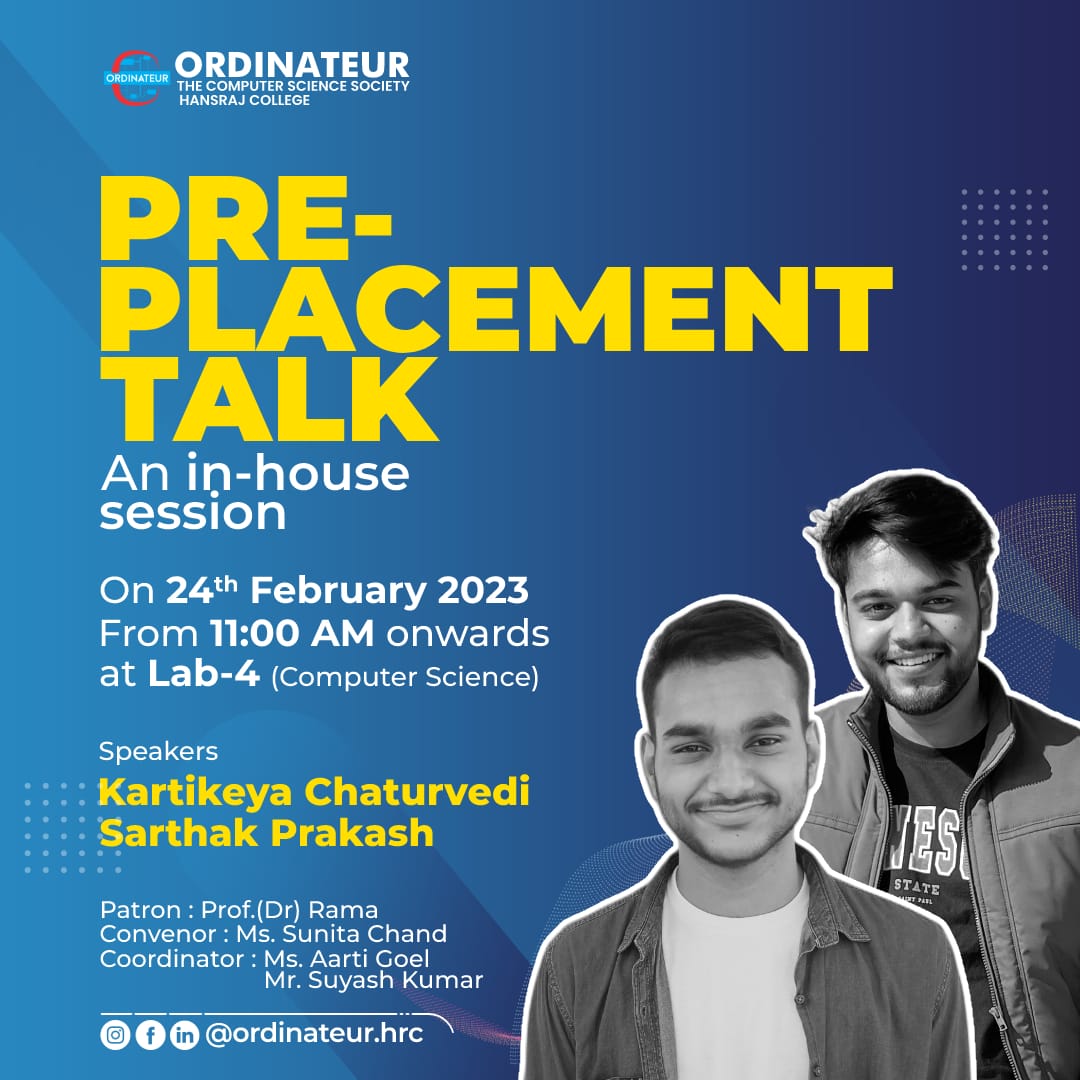 ORDINATEUR
ORDINATEUR
THE COMPUTER SCIENCE SOCIETY
HANSRAJ COLLEGE
PRE-
PLACEMENT
TALK
An in-house
session
On 24th February 2023
From 11:00 AM onwards
at Lab-4 (Computer Science)
Speakers
Kartikeya Chaturvedi
Sarthak Prakash
STATE
PAUL
Patron : Prof.(Dr) Rama
Convenor : Ms. Sunita Chand
Coordinator : Ms. Aarti Goel
Mr. Suyash Kumar
@ordinateur.hrc